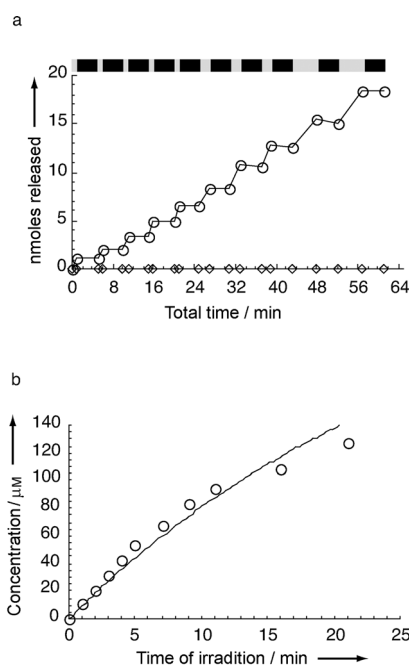 a
20
15
10
5
0
nmoles released
0 8 16 24 32 40 48 56 64
Total time / min
b
140
120
100
80
60
40
20
0
Concentration / μM
0 5 10 15 20 25
Time of irradition / min